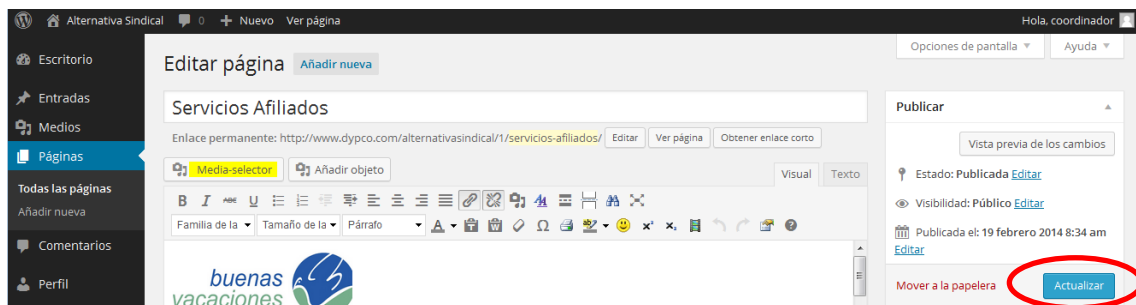 Alternativa Sindical 0 + Nuevo Ver página Hola, coordinador
Escritorio
Entradas
Medios
Páginas
Todas las páginas
Añadir nueva
Comentarios
Perfil
Opciones de pantalla Ayuda
Editar página Añadir nueva
Servicios Afiliados
Enlace permanente: http://www.dypco.com/alternativasindical/1/servicios-afiliados/ Editar Ver página Obtener enlace corto
Media-selector Añadir objeto Visual Texto
B I ABC U
Familia de la Tamaño de la Párrafo A Ω x² x₂
buenas
vacaciones
Publicar
Vista previa de los cambios
Estado: Publicada Editar
Visibilidad: Público Editar
Publicada el: 19 febrero 2014 8:34 am
Editar
Mover a la papelera Actualizar